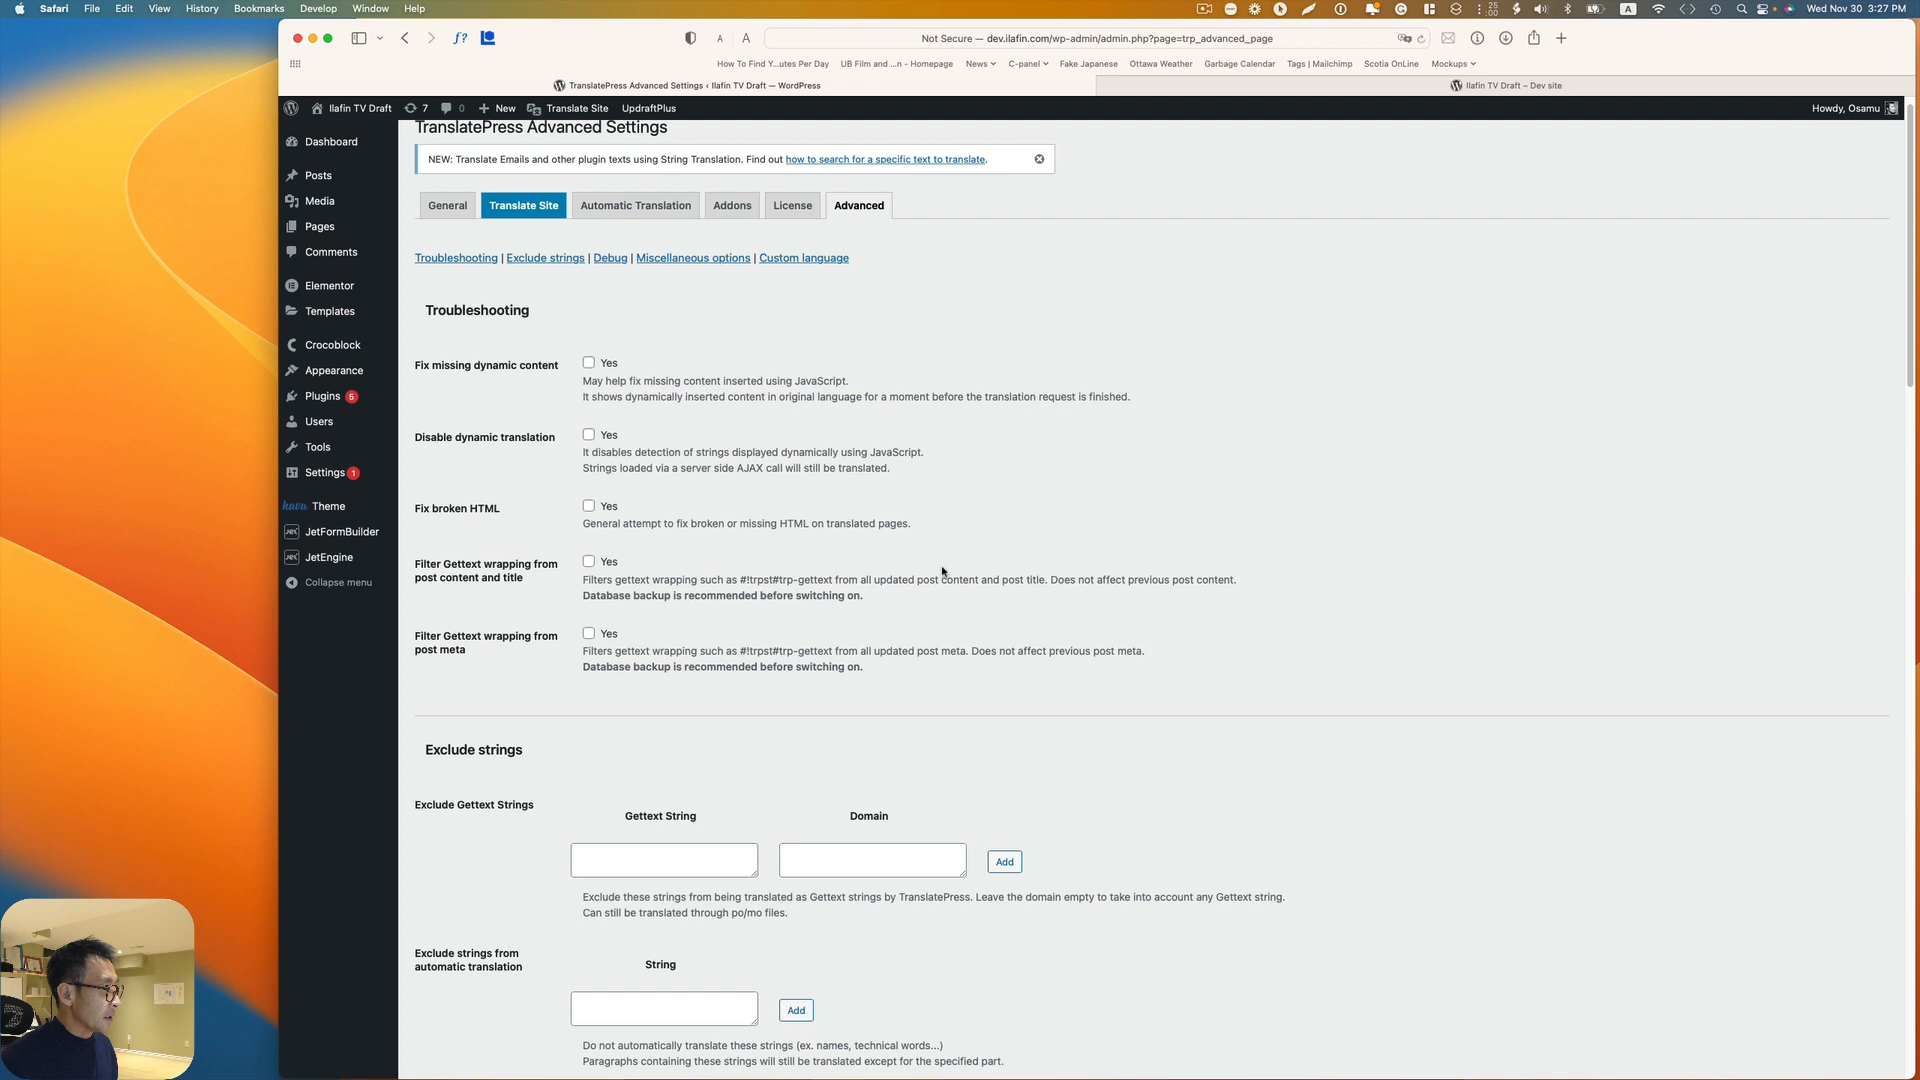 Safari File Edit View History Bookmarks Develop Window Help
25
:00
A
Wed Nov 30 3:27 PM
f?
A A
Not Secure — dev.ilafin.com/wp-admin/admin.php?page=trp_advanced_page
How To Find Y...utes Per Day UB Film and ...n - Homepage News C-panel Fake Japanese Ottawa Weather Garbage Calendar Tags | Mailchimp Scotia OnLine Mockups
TranslatePress Advanced Settings ‹ Ilafin TV Draft — WordPress
Ilafin TV Draft – Dev site
Ilafin TV Draft 7 0 New Translate Site UpdraftPlus
Howdy, Osamu
Dashboard
Posts
Media
Pages
Comments
Elementor
Templates
Crocoblock
Appearance
Plugins 5
Users
Tools
Settings 1
kava Theme
JetFormBuilder
JetEngine
Collapse menu
TranslatePress Advanced Settings
NEW: Translate Emails and other plugin texts using String Translation. Find out how to search for a specific text to translate.
General Translate Site Automatic Translation Addons License Advanced
Troubleshooting | Exclude strings | Debug | Miscellaneous options | Custom language
Troubleshooting
Fix missing dynamic content
Yes
May help fix missing content inserted using JavaScript.
It shows dynamically inserted content in original language for a moment before the translation request is finished.
Disable dynamic translation
Yes
It disables detection of strings displayed dynamically using JavaScript.
Strings loaded via a server side AJAX call will still be translated.
Fix broken HTML
Yes
General attempt to fix broken or missing HTML on translated pages.
Filter Gettext wrapping from
post content and title
Yes
Filters gettext wrapping such as #!trpst#trp-gettext from all updated post content and post title. Does not affect previous post content.
Database backup is recommended before switching on.
Filter Gettext wrapping from
post meta
Yes
Filters gettext wrapping such as #!trpst#trp-gettext from all updated post meta. Does not affect previous post meta.
Database backup is recommended before switching on.
Exclude strings
Exclude Gettext Strings
Gettext String Domain
Add
Exclude these strings from being translated as Gettext strings by TranslatePress. Leave the domain empty to take into account any Gettext string.
Can still be translated through po/mo files.
Exclude strings from
automatic translation
String
Add
Do not automatically translate these strings (ex. names, technical words...)
Paragraphs containing these strings will still be translated except for the specified part.